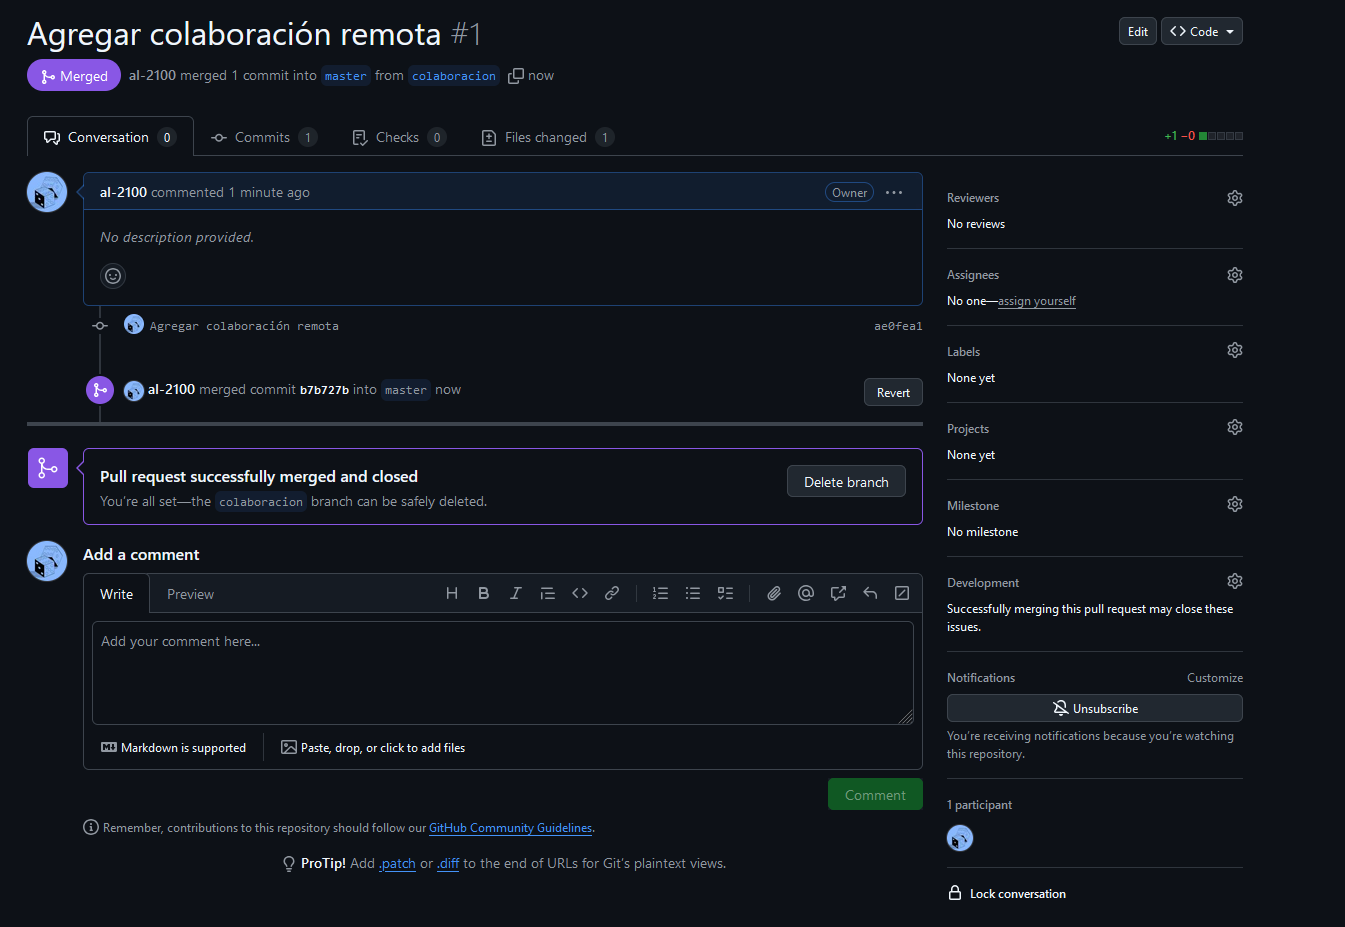 Agregar colaboración remota #1
Edit
Code
Merged
al-2100 merged 1 commit into master from colaboracion now
Conversation 0
Commits 1
Checks 0
Files changed 1
+1 −0
al-2100 commented 1 minute ago
Owner
No description provided.
Agregar colaboración remota
ae0fea1
al-2100 merged commit b7b727b into master now
Revert
Pull request successfully merged and closed
You're all set—the colaboracion branch can be safely deleted.
Delete branch
Add a comment
Write
Preview
Add your comment here...
Markdown is supported
Paste, drop, or click to add files
Comment
Remember, contributions to this repository should follow our GitHub Community Guidelines.
ProTip! Add .patch or .diff to the end of URLs for Git's plaintext views.
Reviewers
No reviews
Assignees
No one—assign yourself
Labels
None yet
Projects
None yet
Milestone
No milestone
Development
Successfully merging this pull request may close these
issues.
Notifications
Customize
Unsubscribe
You're receiving notifications because you're watching
this repository.
1 participant
Lock conversation